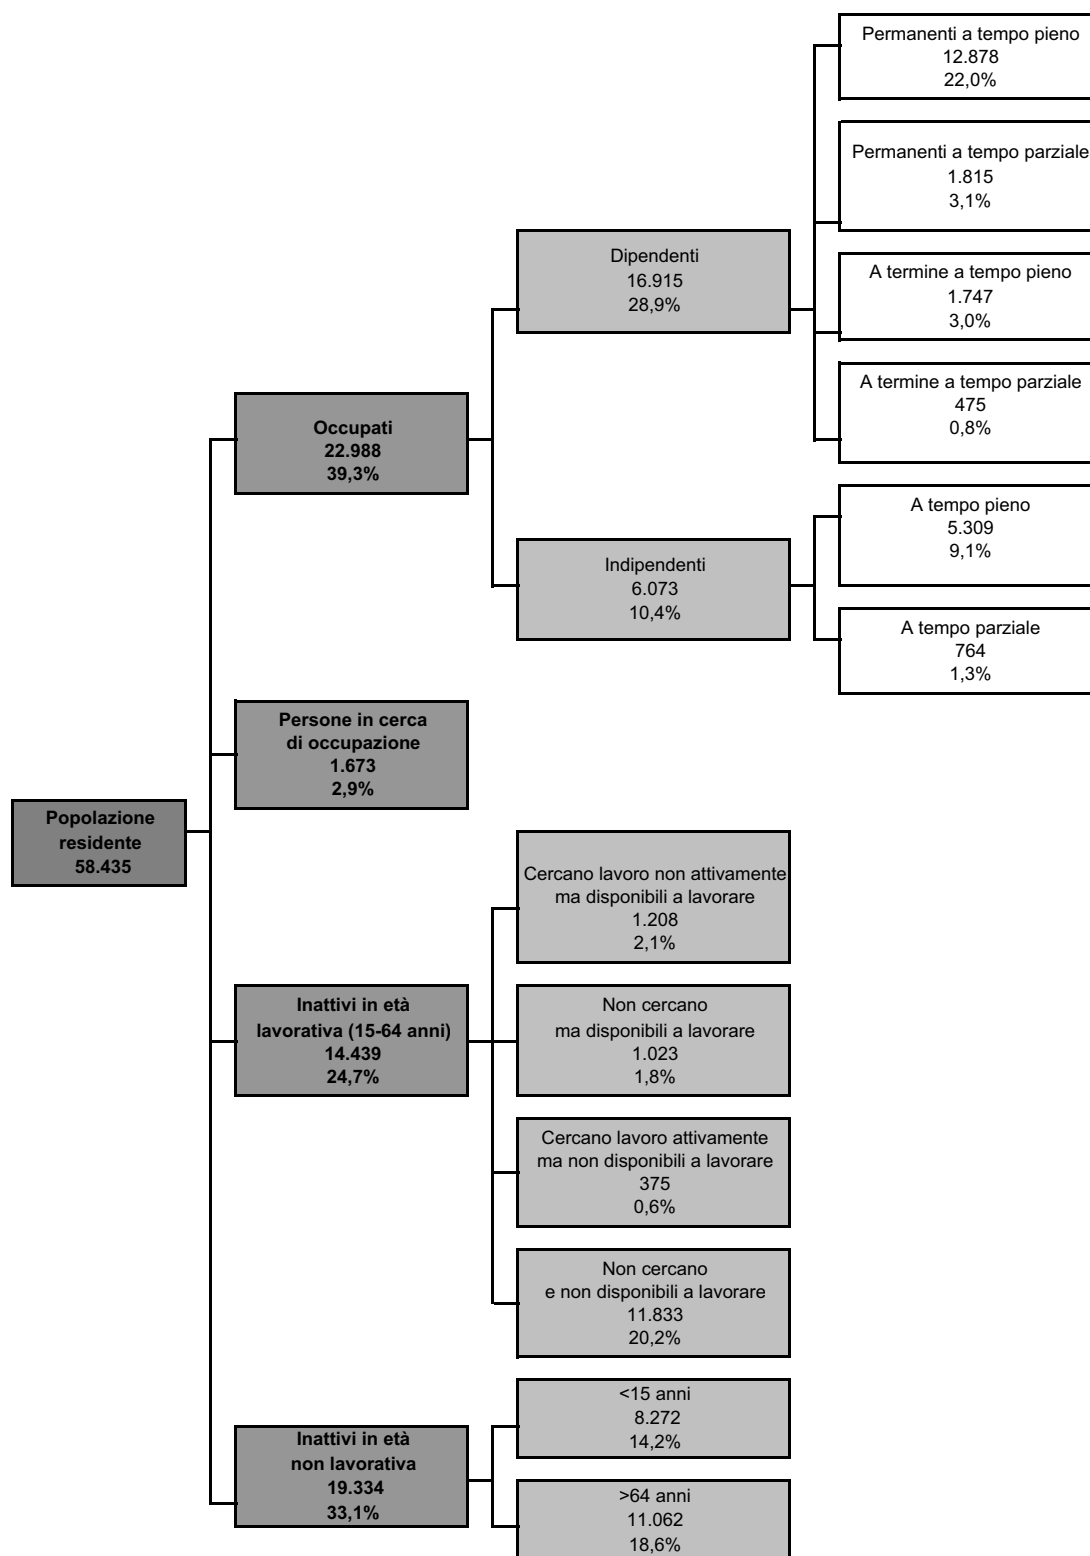 Permanenti a tempo pieno
12.878
22,0%
Permanenti a tempo parziale
1.815
3,1%
Dipendenti
16.915
28,9%
A termine a tempo pieno
1.747
3,0%
A termine a tempo parziale
475
0,8%
Occupati
22.988
39,3%
A tempo pieno
5.309
9,1%
Indipendenti
6.073
10,4%
A tempo parziale
764
1,3%
Persone in cerca
di occupazione
1.673
2,9%
Popolazione
residente
58.435
Cercano lavoro non attivamente
ma disponibili a lavorare
1.208
2,1%
Inattivi in età
lavorativa (15-64 anni)
14.439
24,7%
Non cercano
ma disponibili a lavorare
1.023
1,8%
Cercano lavoro attivamente
ma non disponibili a lavorare
375
0,6%
Non cercano
e non disponibili a lavorare
11.833
20,2%
<15 anni
8.272
14,2%
Inattivi in età
non lavorativa
19.334
33,1%
>64 anni
11.062
18,6%